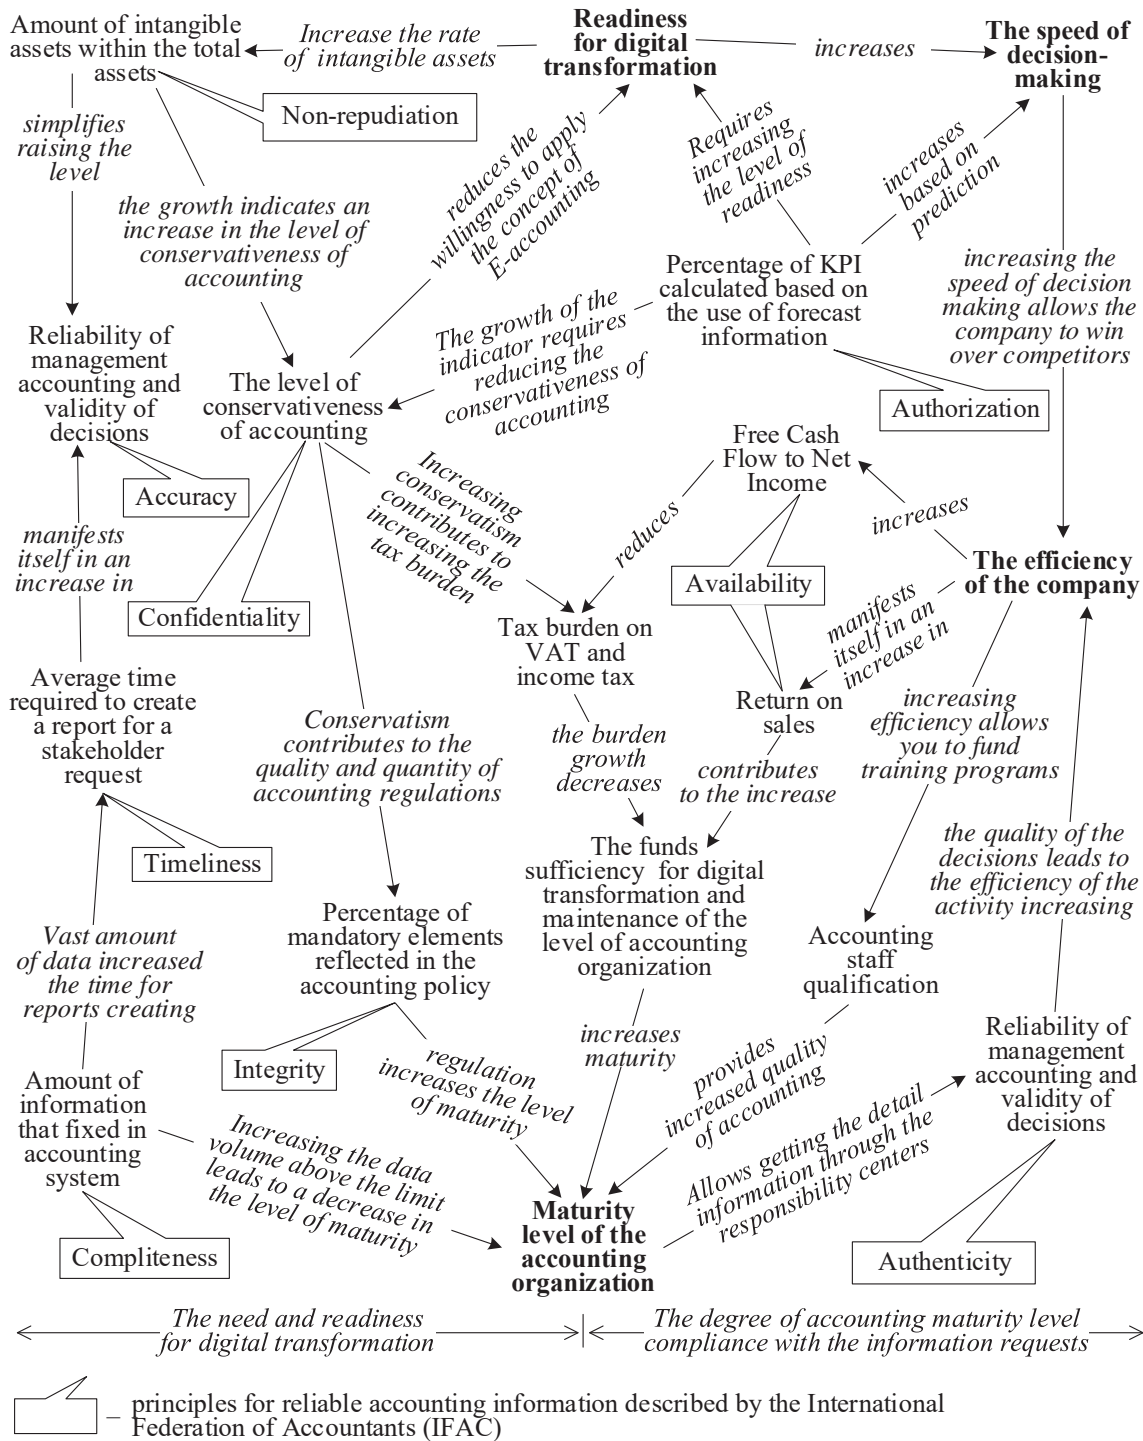 Amount of intangible
assets within the total
assets
Increase the rate
of intangible assets
Readiness
for digital
transformation
increases
The speed of
decision-
making
Non-repudiation
simplifies
raising the
level
the growth indicates an
increase in the level of
conservativeness of
accounting
reduces the
willingness to apply
the concept of
E-accounting
Requires
increasing
the level of
readiness
increases
based on
prediction
Percentage of KPI
calculated based on
the use of forecast
information
increasing the
speed of decision
making allows the
company to win
over competitors
The growth of the
indicator requires
reducing the
conservativeness of
accounting
Reliability of
management
accounting and
validity of
decisions
The level of
conservativeness
of accounting
Authorization
Accuracy
Free Cash
Flow to Net
Income
Increasing
conservatism
contributes to
increasing the
tax burden
reduces
increases
manifests
itself in an
increase in
The efficiency
of the company
Availability
Confidentiality
Tax burden on
VAT and
income tax
manifests
itself in an
increase in
Average time
required to create
a report for a
stakeholder
request
Return on
sales
increasing
efficiency allows
you to fund
training programs
Conservatism
contributes to the
quality and quantity of
accounting regulations
the burden
growth
decreases
contributes
to the increase
Timeliness
The funds
sufficiency for digital
transformation and
maintenance of the
level of accounting
organization
the quality of the
decisions leads to
the efficiency of the
activity increasing
Vast amount
of data increased
the time for
reports creating
Percentage of
mandatory elements
reflected in the
accounting policy
Accounting
staff
qualification
Integrity
regulation
increases the level
of maturity
increases
maturity
provides
increased quality
of accounting
Reliability of
management
accounting and
validity of
decisions
Amount of
information
that fixed in
accounting
system
Increasing the data
volume above the limit
leads to a decrease in
the level of maturity
Allows getting the detail
information through the
responsibility centers
Maturity
level of the
accounting
organization
Compliteness
Authenticity
The need and readiness
for digital transformation
The degree of accounting maturity level
compliance with the information requests
– principles for reliable accounting information described by the International
Federation of Accountants (IFAC)